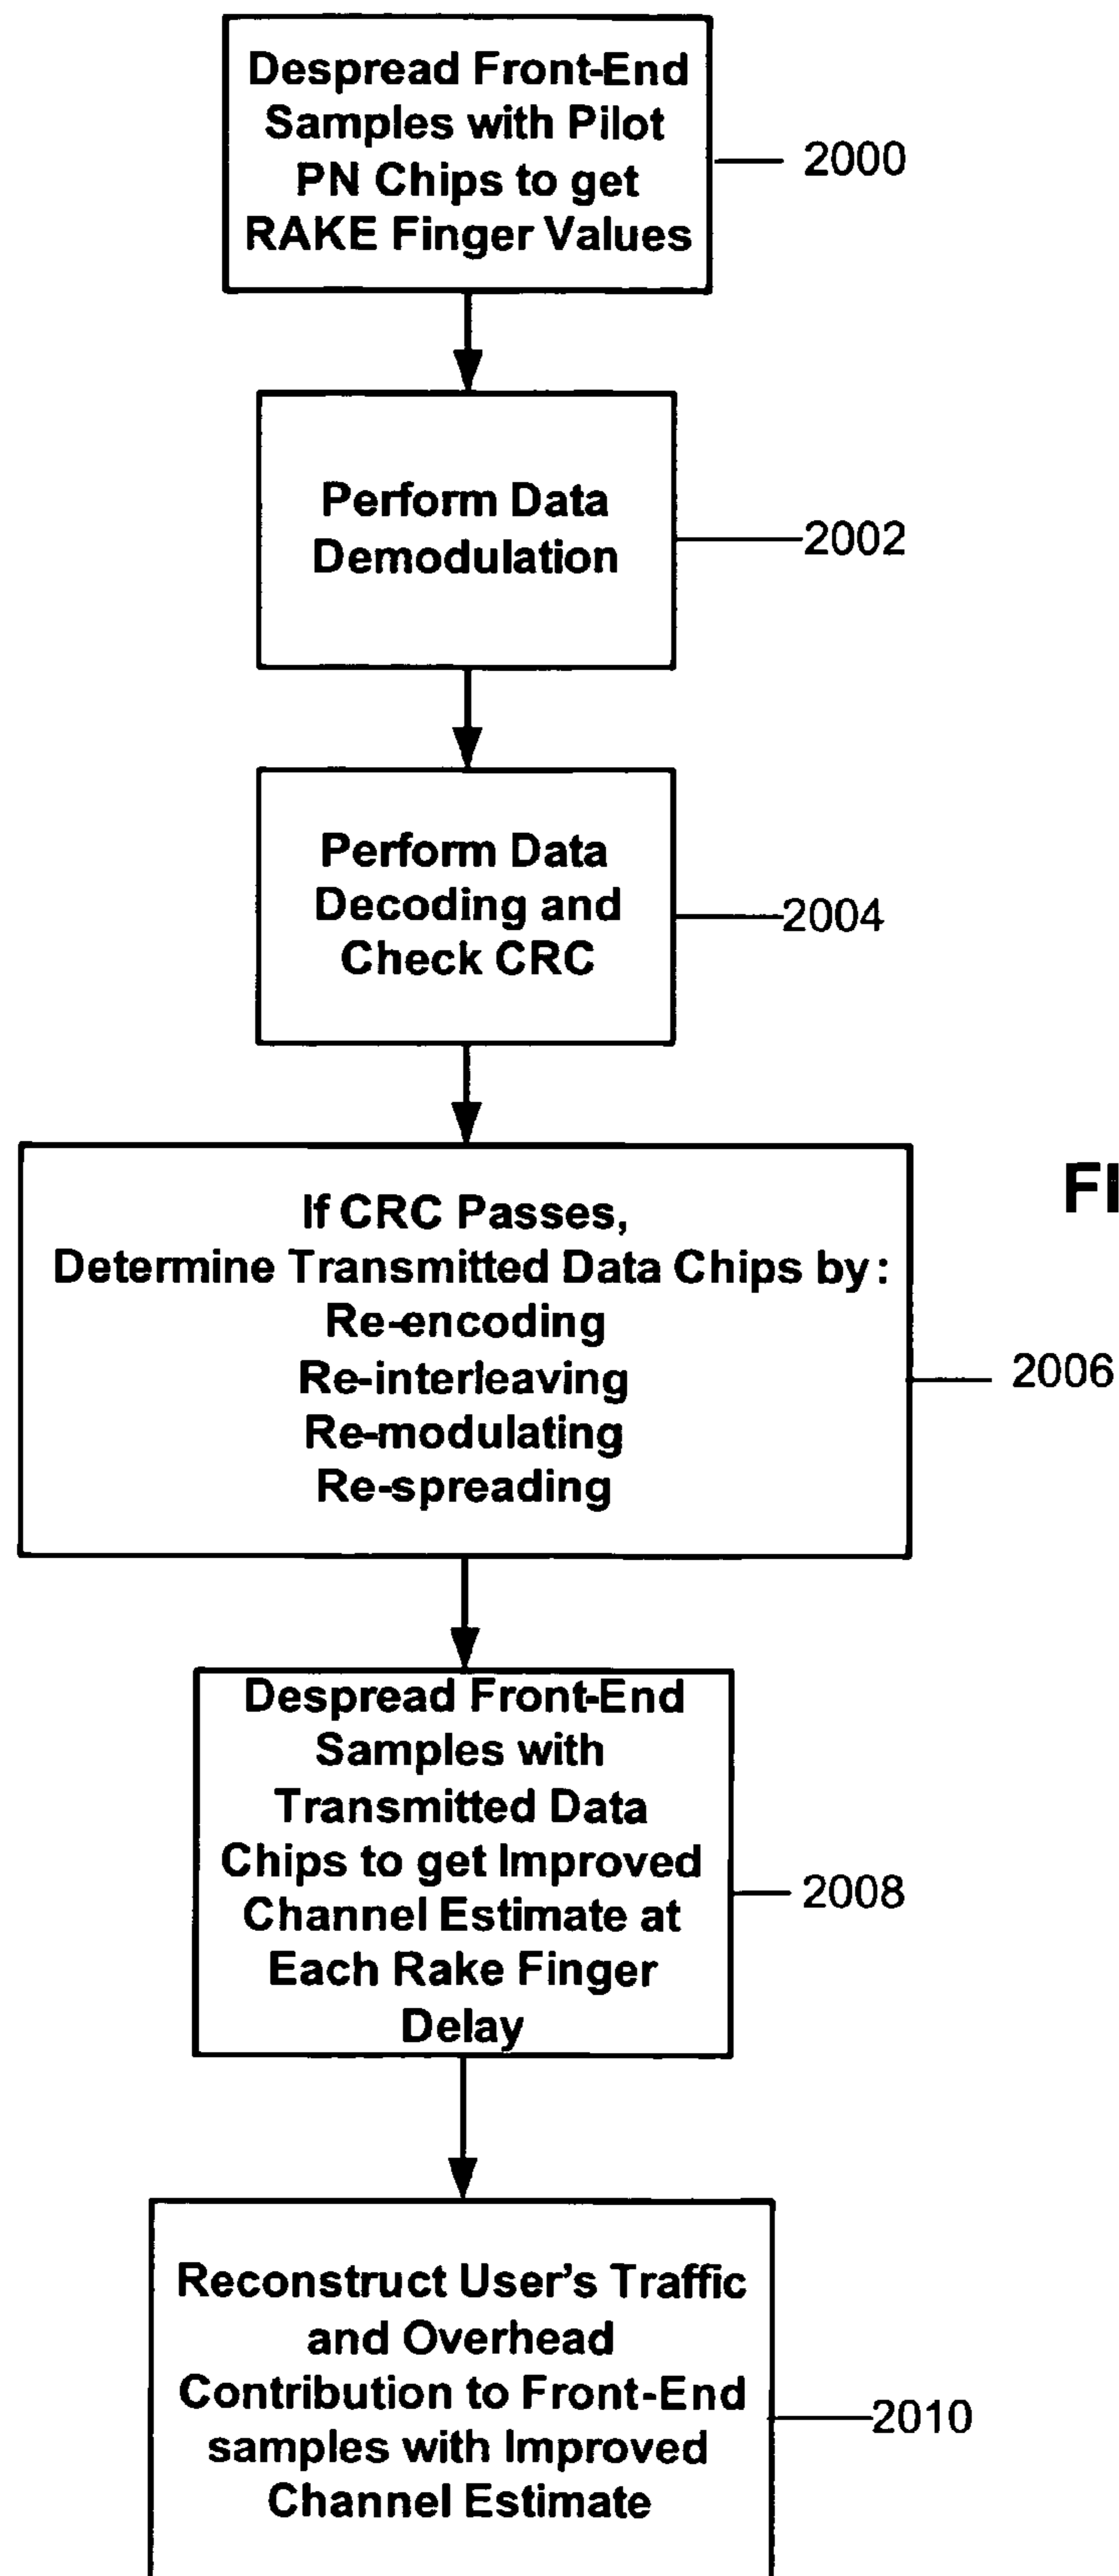 Despread Front-End
Samples with Pilot
PN Chips to get
RAKE Finger Values
2000
Perform Data
Demodulation
2002
Perform Data
Decoding and
Check CRC
2004
If CRC Passes,
Determine Transmitted Data Chips by:
Re-encoding
Re-interleaving
Re-modulating
Re-spreading
2006
FI
Despread Front-End
Samples with
Transmitted Data
Chips to get Improved
Channel Estimate at
Each Rake Finger
Delay
2008
Reconstruct User's Traffic
and Overhead
Contribution to Front-End
samples with Improved
Channel Estimate
2010